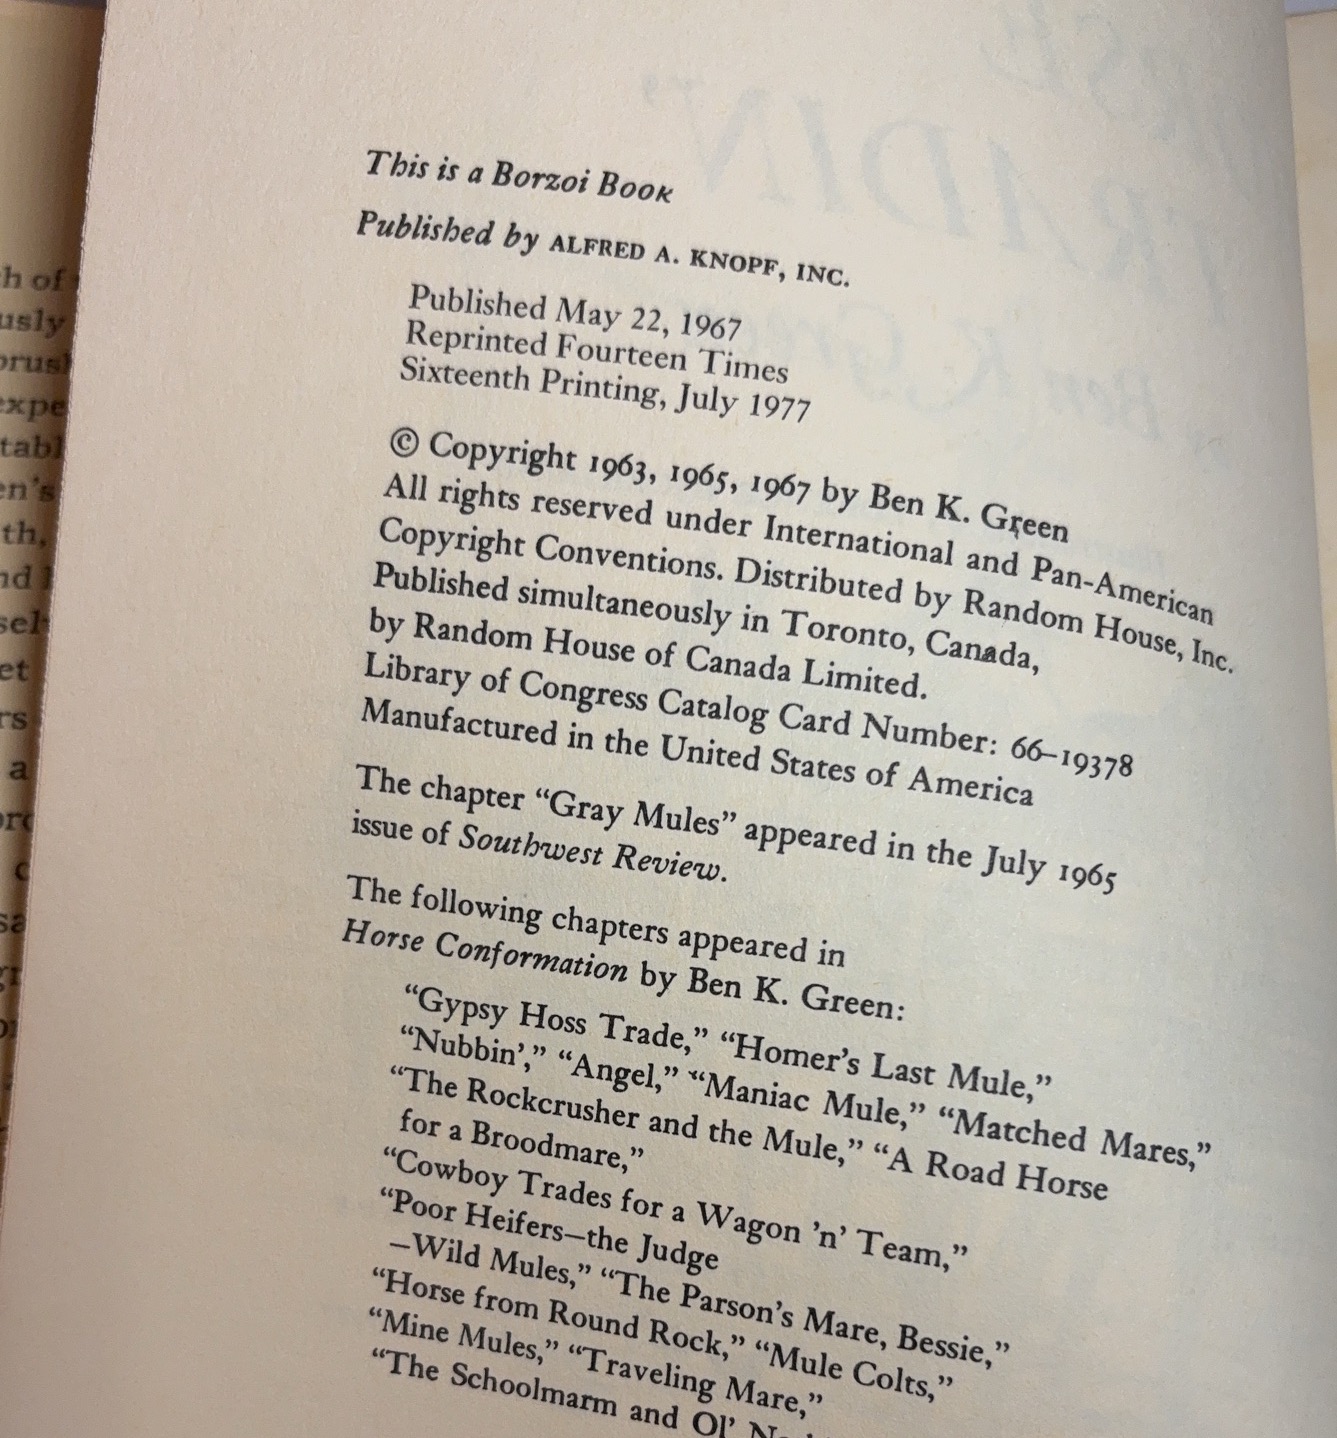 This is a Borzoi Book
Published by ALFRED A. KNOPF, INC.
Published May 22, 1967
Reprinted Fourteen Times
Sixteenth Printing, July 1977
© Copyright 1963, 1965, 1967 by Ben K. Green
All rights reserved under International and Pan-American
Copyright Conventions. Distributed by Random House, Inc.
Published simultaneously in Toronto, Canada,
by Random House of Canada Limited.
Library of Congress Catalog Card Number: 66–19378
Manufactured in the United States of America
The chapter “Gray Mules” appeared in the July 1965
issue of Southwest Review.
The following chapters appeared in
Horse Conformation by Ben K. Green:
“Gypsy Hoss Trade,” “Homer’s Last Mule,”
“Nubbin’,” “Angel,” “Maniac Mule,” “Matched Mares,”
“The Rockcrusher and the Mule,” “A Road Horse
for a Broodmare,”
“Cowboy Trades for a Wagon ’n’ Team,”
“Poor Heifers—the Judge
—Wild Mules,” “The Parson’s Mare, Bessie,”
“Horse from Round Rock,” “Mule Colts,”
“Mine Mules,” “Traveling Mare,”
“The Schoolmarm and Ol’